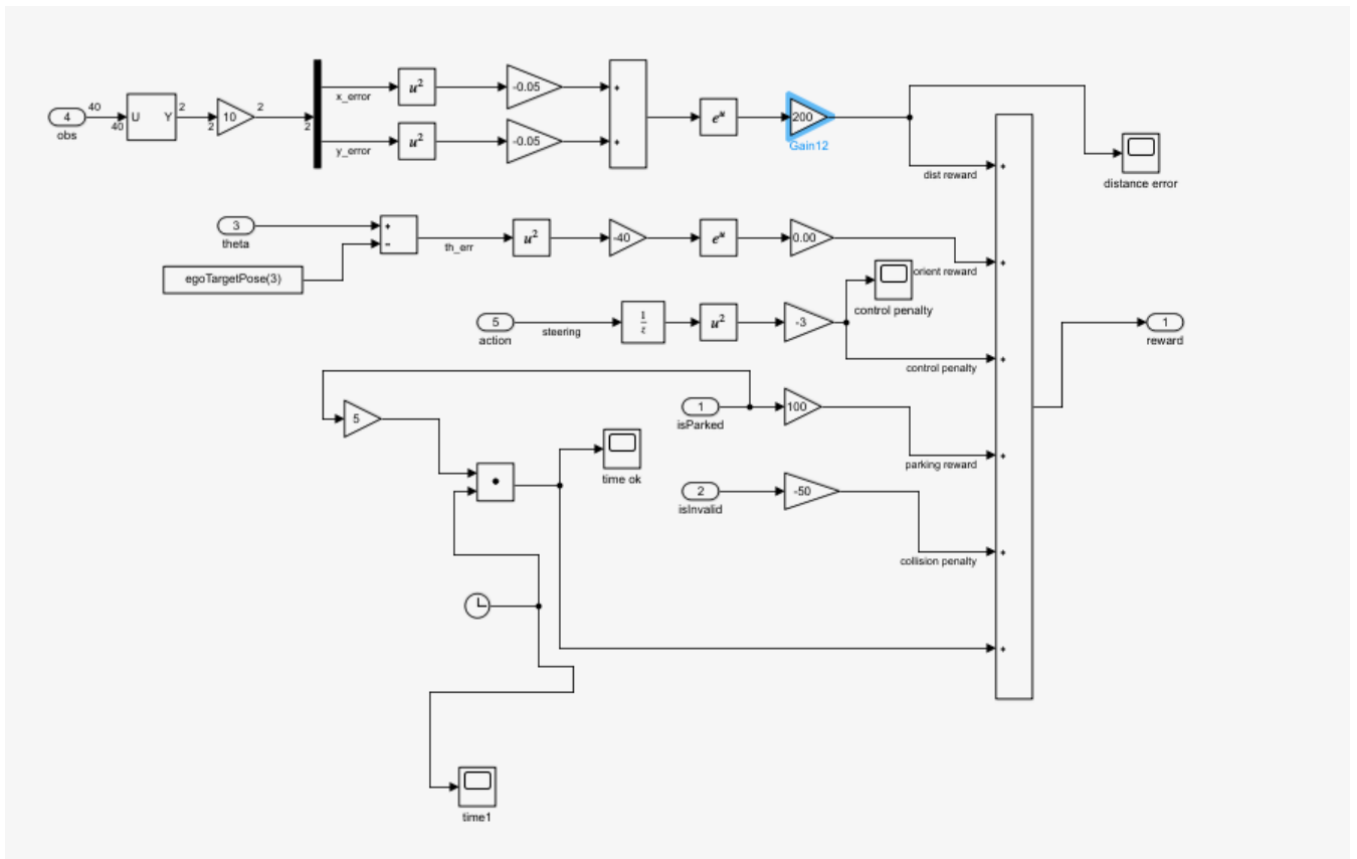 40
4
obs
40
U Y
2
2
10
2
2
x_error
u²
-0.05
+
y_error
u²
-0.05
+
eᵘ
200
Gain12
dist reward
+
distance error
3
theta
+
-
egoTargetPose(3)
th_err
u²
-40
eᵘ
0.00
orient reward
+
5
action
steering
1
z
u²
-3
control penalty
control penalty
+
1
reward
5
1
isParked
100
parking reward
+
time ok
2
isInvalid
-50
collision penalty
+
+
time1